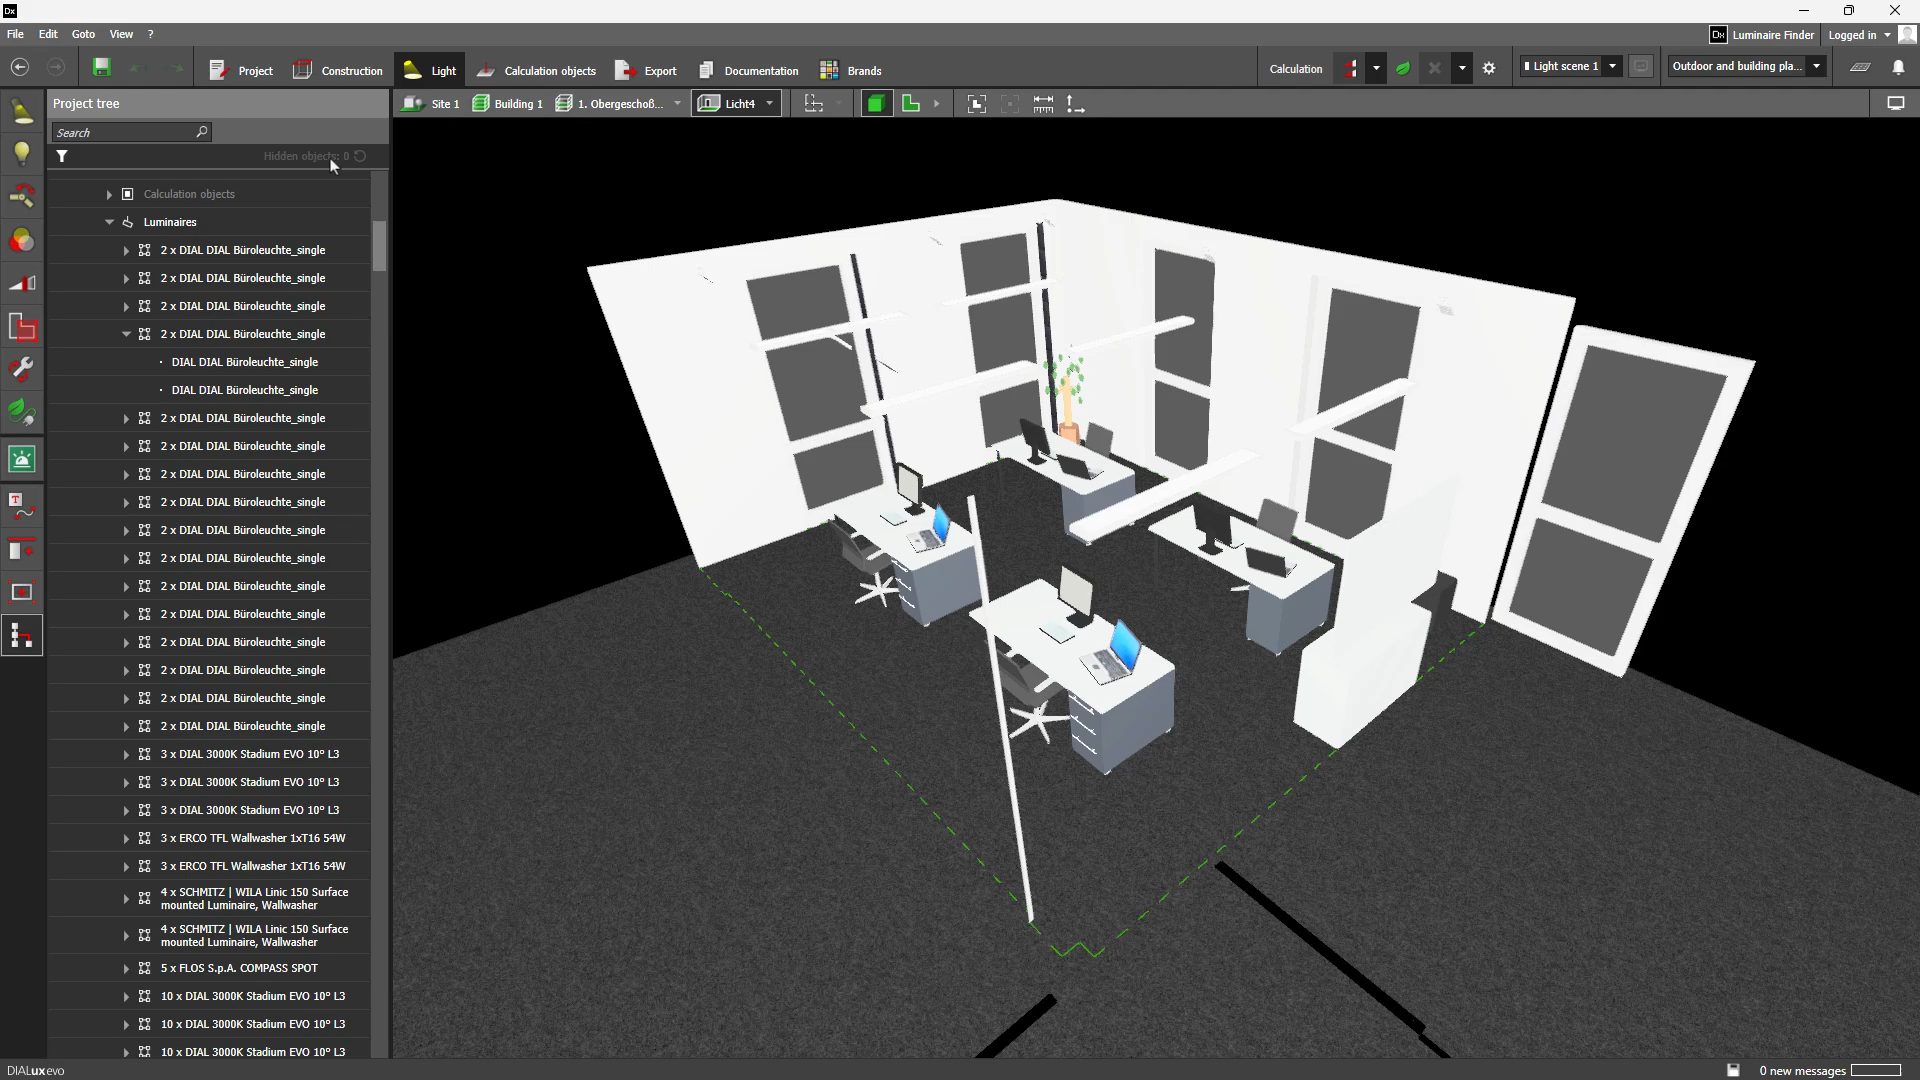 Dx
File Edit Goto View ?
Dx Luminaire Finder Logged in
Project Construction Light Calculation objects Export Documentation Brands
Calculation Light scene 1 Outdoor and building pla...
Project tree
Site 1 Building 1 1. Obergeschoß... Licht4
Search
Hidden objects: 0
Calculation objects
Luminaires
2 x DIAL DIAL Büroleuchte_single
2 x DIAL DIAL Büroleuchte_single
2 x DIAL DIAL Büroleuchte_single
2 x DIAL DIAL Büroleuchte_single
DIAL DIAL Büroleuchte_single
DIAL DIAL Büroleuchte_single
2 x DIAL DIAL Büroleuchte_single
2 x DIAL DIAL Büroleuchte_single
2 x DIAL DIAL Büroleuchte_single
2 x DIAL DIAL Büroleuchte_single
2 x DIAL DIAL Büroleuchte_single
2 x DIAL DIAL Büroleuchte_single
2 x DIAL DIAL Büroleuchte_single
2 x DIAL DIAL Büroleuchte_single
2 x DIAL DIAL Büroleuchte_single
2 x DIAL DIAL Büroleuchte_single
2 x DIAL DIAL Büroleuchte_single
2 x DIAL DIAL Büroleuchte_single
3 x DIAL 3000K Stadium EVO 10° L3
3 x DIAL 3000K Stadium EVO 10° L3
3 x DIAL 3000K Stadium EVO 10° L3
3 x ERCO TFL Wallwasher 1xT16 54W
3 x ERCO TFL Wallwasher 1xT16 54W
4 x SCHMITZ | WILA Linic 150 Surface
mounted Luminaire, Wallwasher
4 x SCHMITZ | WILA Linic 150 Surface
mounted Luminaire, Wallwasher
5 x FLOS S.p.A. COMPASS SPOT
10 x DIAL 3000K Stadium EVO 10° L3
10 x DIAL 3000K Stadium EVO 10° L3
10 x DIAL 3000K Stadium EVO 10° L3
DIALux evo
0 new messages